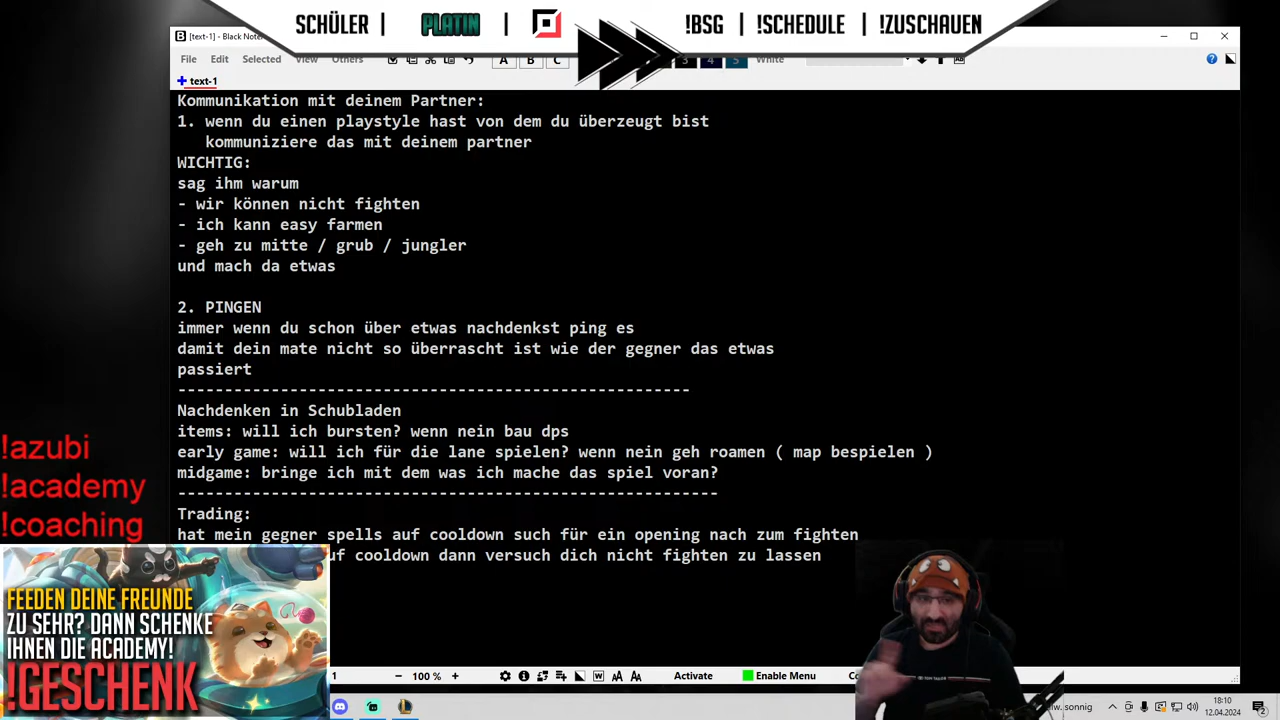 SCHÜLER | PLATIN | !BSG | !SCHEDULE | !ZUSCHAUEN
[text-1] - Black
File Edit Selected View Others
A B C 3 4 5 White
text-1
Kommunikation mit deinem Partner:
1. wenn du einen playstyle hast von dem du überzeugt bist
kommuniziere das mit deinem partner
WICHTIG:
sag ihm warum
- wir können nicht fighten
- ich kann easy farmen
- geh zu mitte / grub / jungler
und mach da etwas
2. PINGEN
immer wenn du schon über etwas nachdenkst ping es
damit dein mate nicht so überrascht ist wie der gegner das etwas
passiert
-------------------------------------------------------
Nachdenken in Schubladen
items: will ich bursten? wenn nein bau dps
early game: will ich für die lane spielen? wenn nein geh roamen ( map bespielen )
midgame: bringe ich mit dem was ich mache das spiel voran?
----------------------------------------------------------
Trading:
hat mein gegner spells auf cooldown such für ein opening nach zum fighten
uf cooldown dann versuch dich nicht fighten zu lassen
!azubi
!academy
!coaching
FEEDEN DEINE FREUNDE
ZU SEHR? DANN SCHENKE
IHNEN DIE ACADEMY!
!GESCHENK
1 − 100 % + W Activate Enable Menu
w. sonnig
18:10
12.04.2024
2